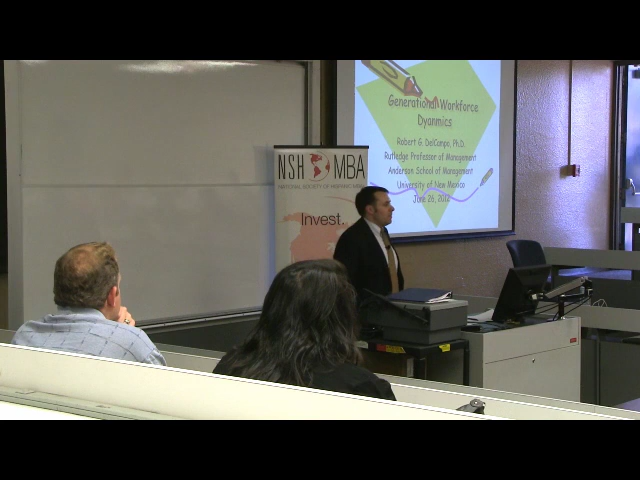 Generational Workforce
Dyanmics
Robert G. DelCampo, Ph.D.
Rutledge Professor of Management
Anderson School of Management
University of New Mexico
June 26, 2012
NSH MBA
NATIONAL SOCIETY OF HISPANIC MBAs
Invest.